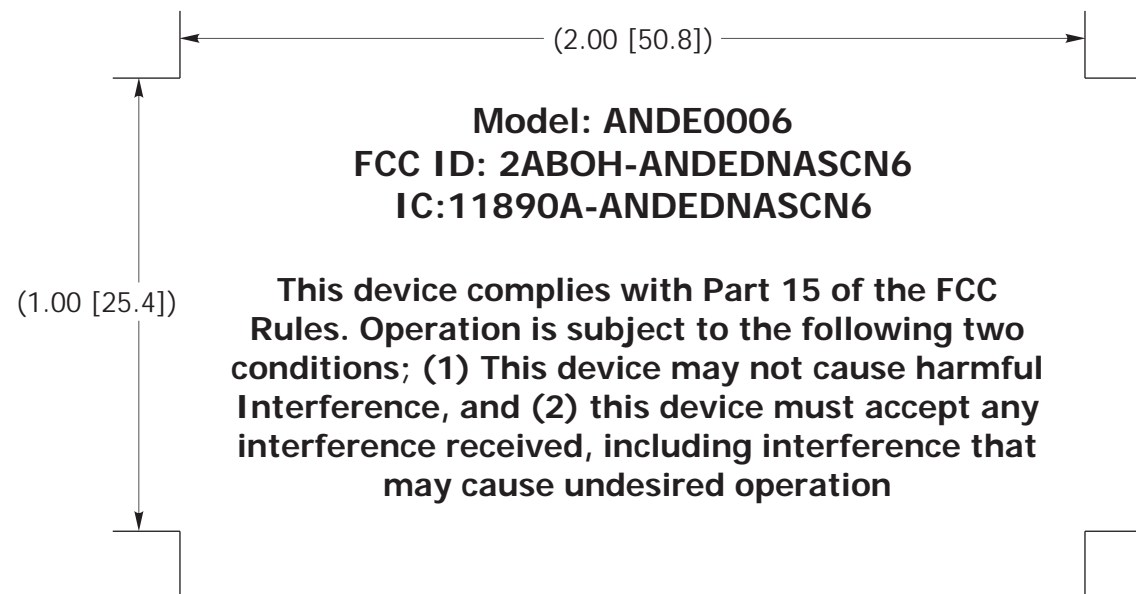 (2.00 [50.8])
Model: ANDE0006
FCC ID: 2ABOH-ANDEDNASCN6
IC:11890A-ANDEDNASCN6
(1.00 [25.4])
This device complies with Part 15 of the FCC
Rules. Operation is subject to the following two
conditions; (1) This device may not cause harmful
Interference, and (2) this device must accept any
interference received, including interference that
may cause undesired operation